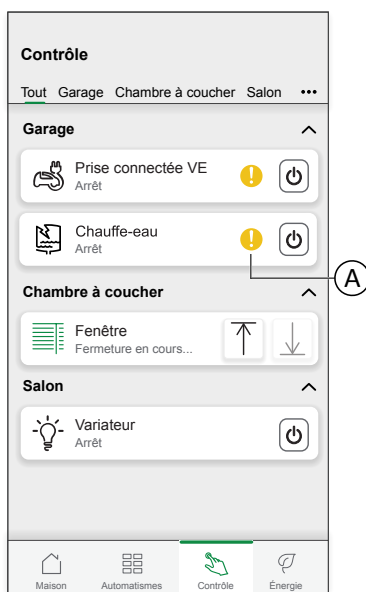 Contrôle
Tout Garage Chambre à coucher Salon •••
Garage
Prise connectée VE
Arrêt
Chauffe-eau
Arrêt
A
Chambre à coucher
Fenêtre
Fermeture en cours...
Salon
Variateur
Arrêt
Maison Automatismes Contrôle Énergie